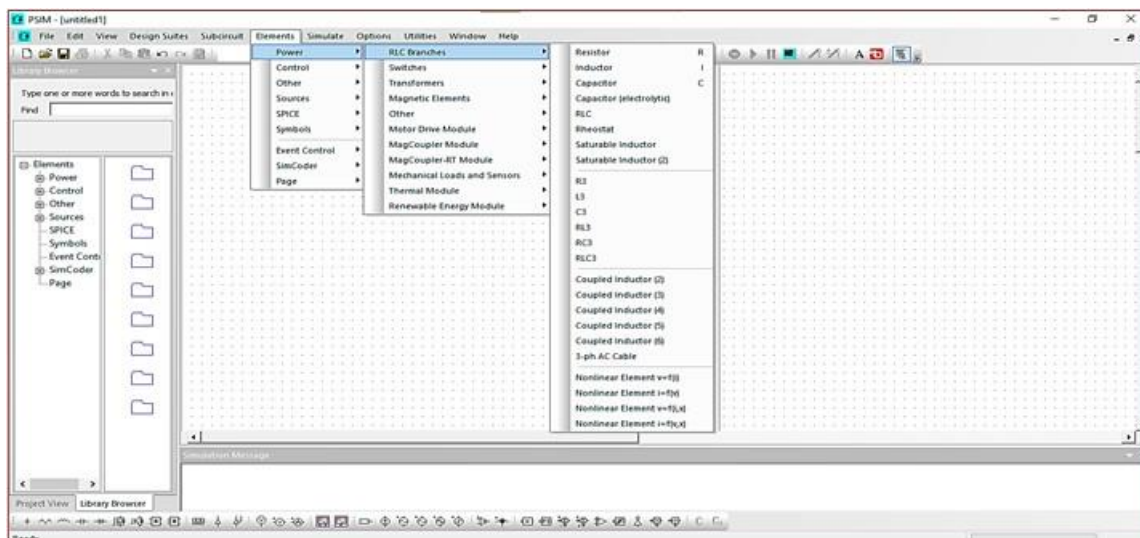 PSIM - [untitled1]
File Edit View Design Suites Subcircuit Elements Simulate Options Utilities Window Help
Library Browser
Type one or more words to search in
Find
Elements
Power
Control
Other
Sources
SPICE
Symbols
Event Cont
SimCoder
Page
Power
Control
Other
Sources
SPICE
Symbols
Event Control
SimCoder
Page
RLC Branches
Switches
Transformers
Magnetic Elements
Other
Motor Drive Module
MagCoupler Module
MagCoupler-RT Module
Mechanical Loads and Sensors
Thermal Module
Renewable Energy Module
Resistor R
Inductor I
Capacitor C
Capacitor (electrolytic)
RLC
Rheostat
Saturable Inductor
Saturable Inductor (2)
R3
L3
C3
RL3
RC3
RLC3
Coupled Inductor (2)
Coupled Inductor (3)
Coupled Inductor (4)
Coupled Inductor (5)
Coupled Inductor (6)
3-ph AC Cable
Nonlinear Element v=f(i)
Nonlinear Element i=f(v)
Nonlinear Element v=f(i,x)
Nonlinear Element i=f(v,x)
Simulation Message
Project View Library Browser